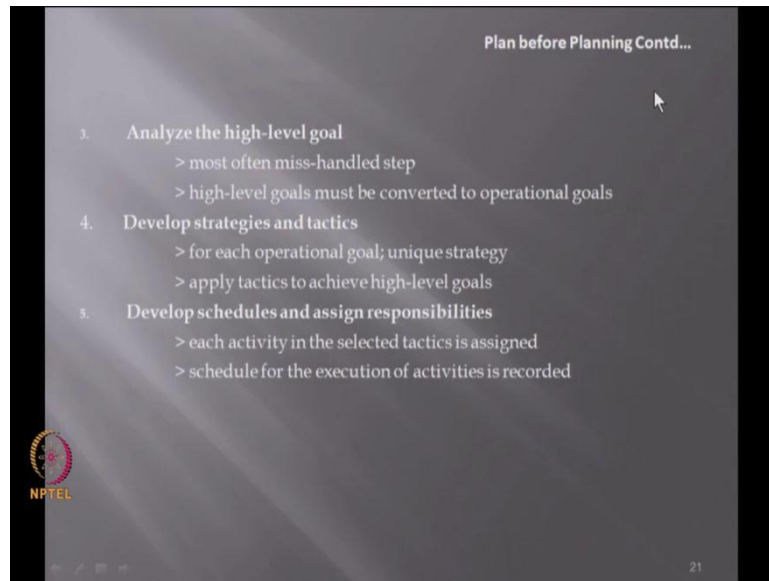 Plan before Planning Contd...
3. Analyze the high-level goal
> most often miss-handled step
> high-level goals must be converted to operational goals
4. Develop strategies and tactics
> for each operational goal; unique strategy
> apply tactics to achieve high-level goals
5. Develop schedules and assign responsibilities
> each activity in the selected tactics is assigned
> schedule for the execution of activities is recorded
NPTEL
21